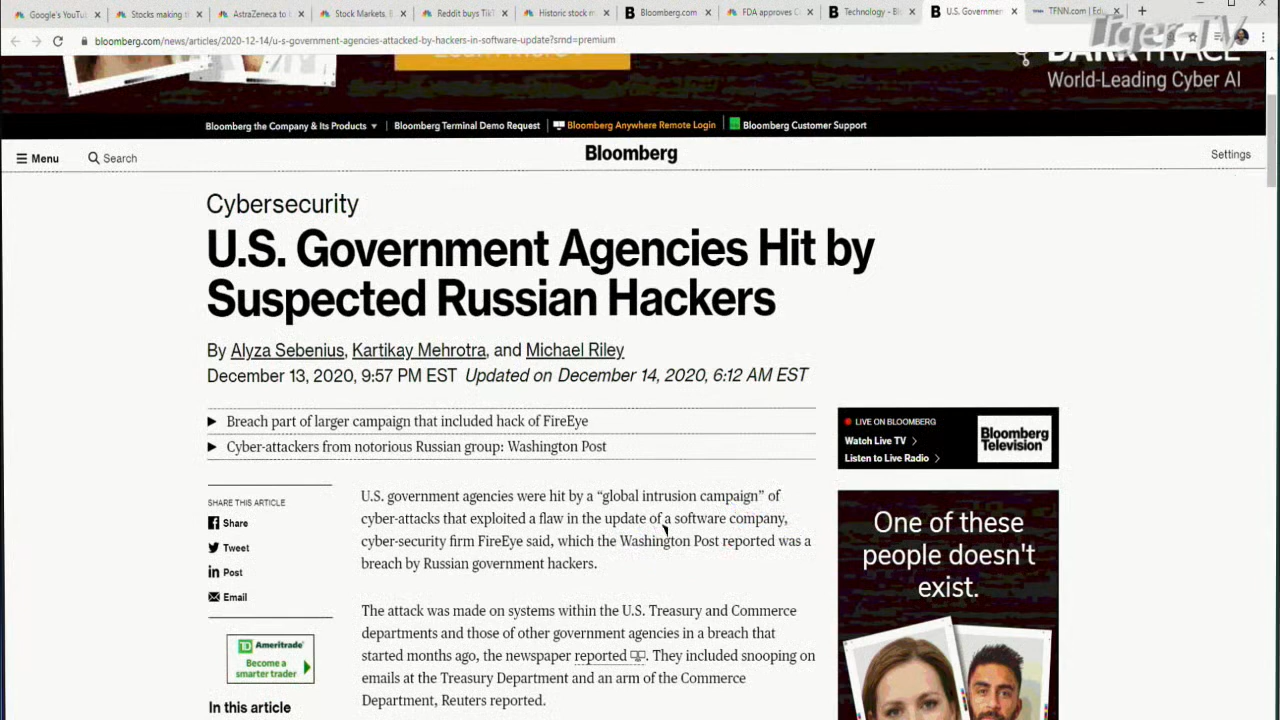 Google's YouTu
Stocks making t
AstraZeneca to
Stock Markets, B
Reddit buys TikT
Historic stock m
Bloomberg.com
FDA approves C
Technology - Bl
U.S. Governmer
TFNN.com | Edu
Tiger TV
bloomberg.com/news/articles/2020-12-14/u-s-government-agencies-attacked-by-hackers-in-software-update?srnd=premium
DARKTRACE
World-Leading Cyber AI
Bloomberg the Company & Its Products
Bloomberg Terminal Demo Request
Bloomberg Anywhere Remote Login
Bloomberg Customer Support
Menu
Search
Bloomberg
Settings
Cybersecurity
U.S. Government Agencies Hit by
Suspected Russian Hackers
By Alyza Sebenius, Kartikay Mehrotra, and Michael Riley
December 13, 2020, 9:57 PM EST Updated on December 14, 2020, 6:12 AM EST
Breach part of larger campaign that included hack of FireEye
Cyber-attackers from notorious Russian group: Washington Post
LIVE ON BLOOMBERG
Watch Live TV
Listen to Live Radio
Bloomberg
Television
SHARE THIS ARTICLE
Share
Tweet
in Post
Email
U.S. government agencies were hit by a “global intrusion campaign” of
cyber-attacks that exploited a flaw in the update of a software company,
cyber-security firm FireEye said, which the Washington Post reported was a
breach by Russian government hackers.
The attack was made on systems within the U.S. Treasury and Commerce
departments and those of other government agencies in a breach that
started months ago, the newspaper reported. They included snooping on
emails at the Treasury Department and an arm of the Commerce
Department, Reuters reported.
TD Ameritrade
Become a
smarter trader
In this article
One of these
people doesn't
exist.